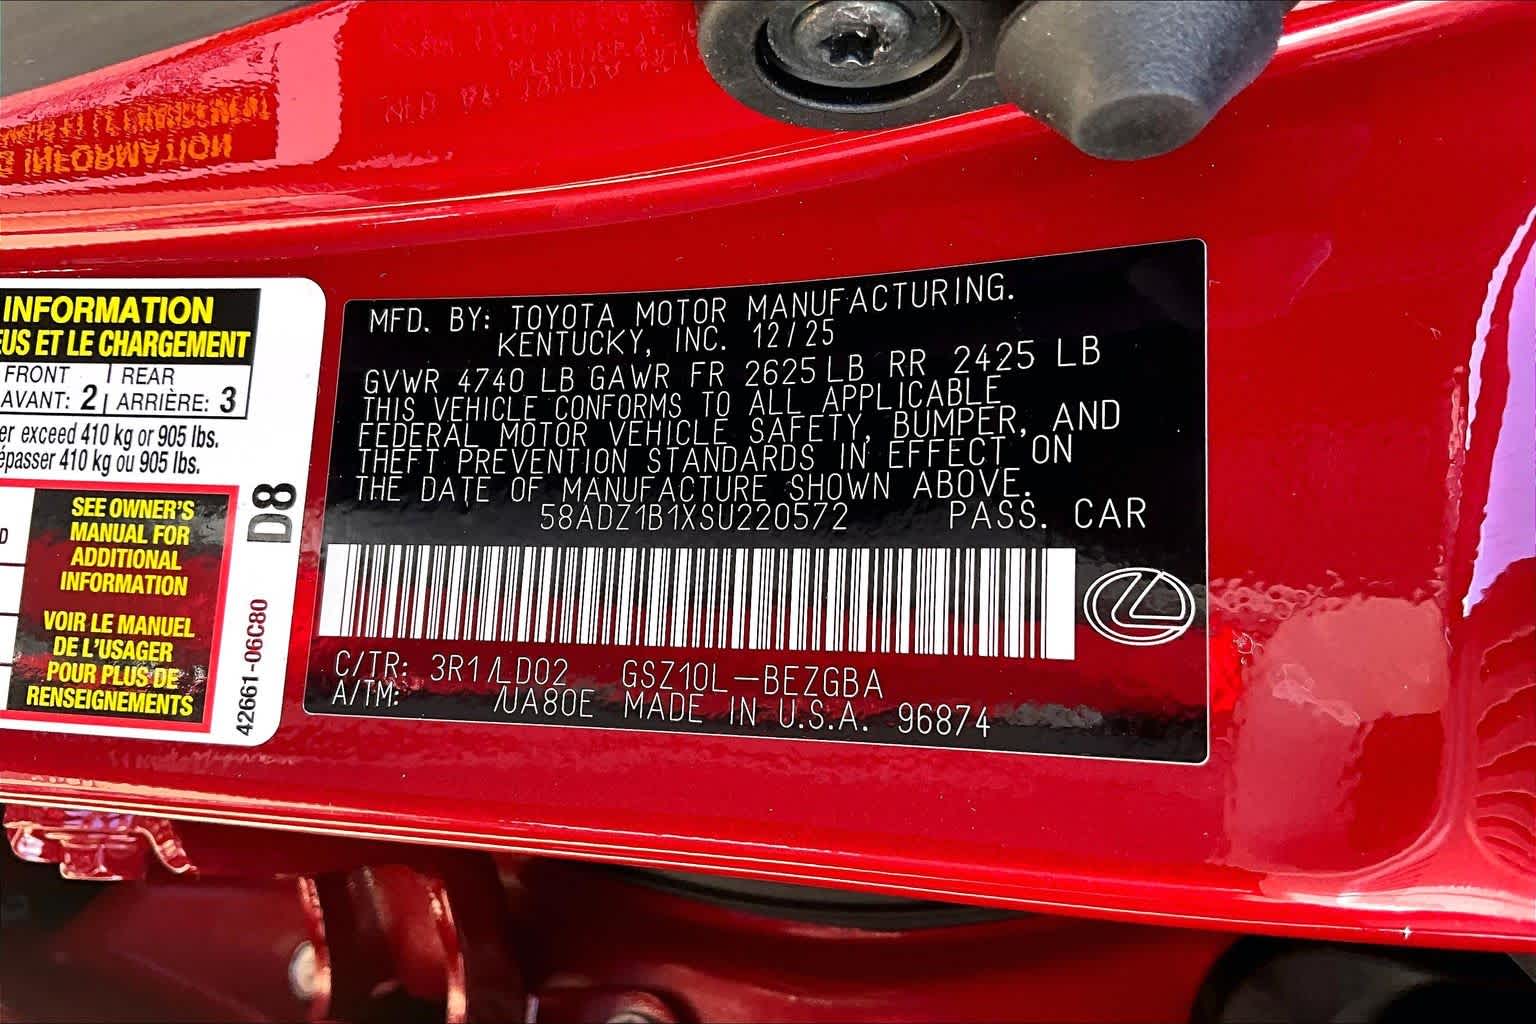 INFORMATION
EUS ET LE CHARGEMENT
FRONT REAR
AVANT: 2 ARRIÈRE: 3
er exceed 410 kg or 905 lbs.
épasser 410 kg ou 905 lbs.
SEE OWNER'S
MANUAL FOR
ADDITIONAL
INFORMATION
VOIR LE MANUEL
DE L'USAGER
POUR PLUS DE
RENSEIGNEMENTS
D8
42661-06C80
MFD. BY: TOYOTA MOTOR MANUFACTURING.
KENTUCKY, INC. 12/25
GVWR 4740 LB GAWR FR 2625 LB RR 2425 LB
THIS VEHICLE CONFORMS TO ALL APPLICABLE
FEDERAL MOTOR VEHICLE SAFETY, BUMPER, AND
THEFT PREVENTION STANDARDS IN EFFECT ON
THE DATE OF MANUFACTURE SHOWN ABOVE.
58ADZ1B1XSU220572 PASS. CAR
C/TR: 3R1/LD02 GSZ10L-BEZGBA
A/TM: /UA80E MADE IN U.S.A. 96874